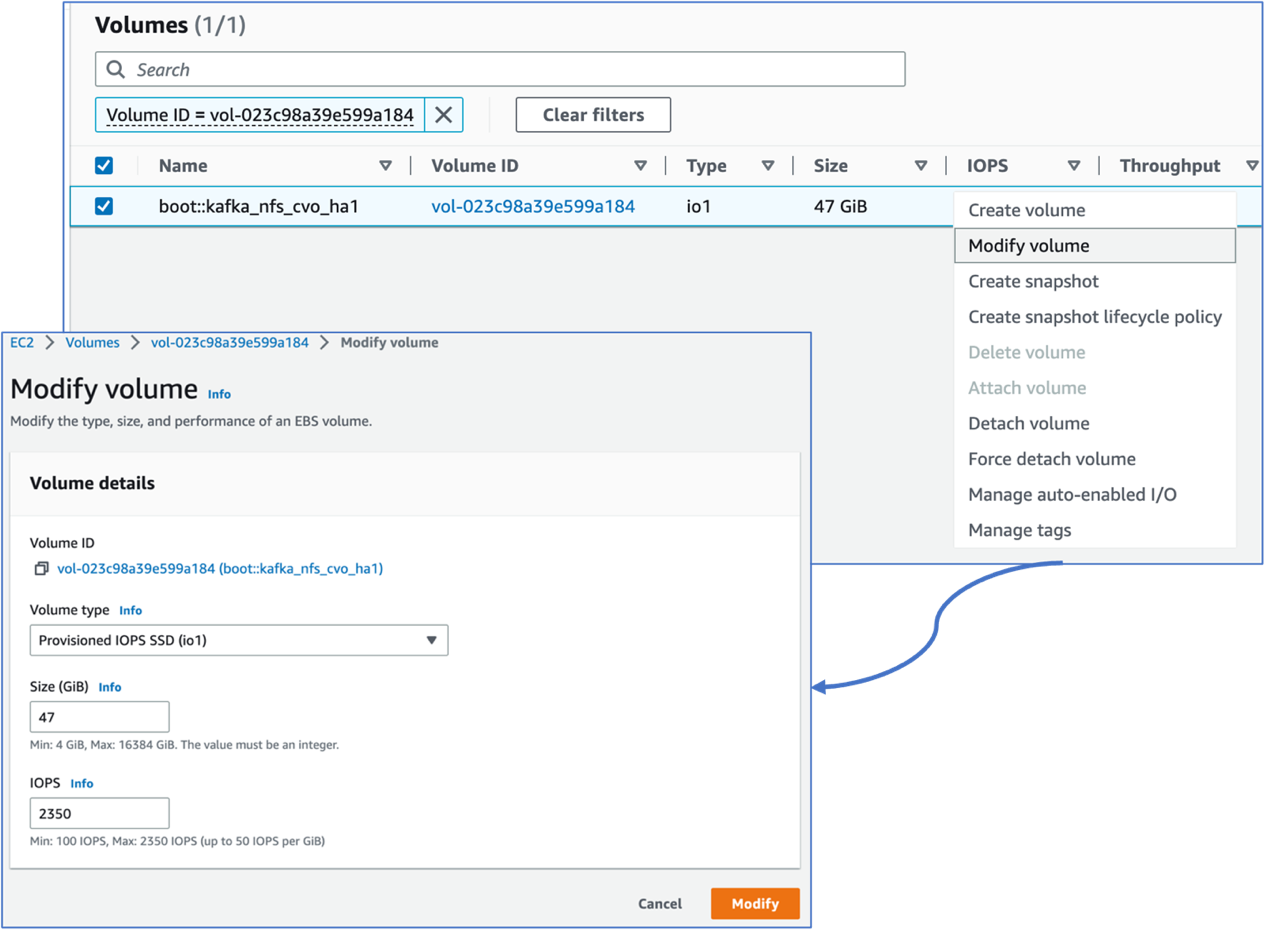 Volumes (1/1)
Search
Volume ID = vol-023c98a39e599a184
Clear filters
Name Volume ID Type Size IOPS Throughput
boot::kafka_nfs_cvo_ha1 vol-023c98a39e599a184 io1 47 GiB
Create volume
Modify volume
Create snapshot
Create snapshot lifecycle policy
Delete volume
Attach volume
Detach volume
Force detach volume
Manage auto-enabled I/O
Manage tags
EC2 Volumes vol-023c98a39e599a184 Modify volume
Modify volume Info
Modify the type, size, and performance of an EBS volume.
Volume details
Volume ID
vol-023c98a39e599a184 (boot::kafka_nfs_cvo_ha1)
Volume type Info
Provisioned IOPS SSD (io1)
Size (GiB) Info
47
Min: 4 GiB, Max: 16384 GiB. The value must be an integer.
IOPS Info
2350
Min: 100 IOPS, Max: 2350 IOPS (up to 50 IOPS per GiB)
Cancel Modify